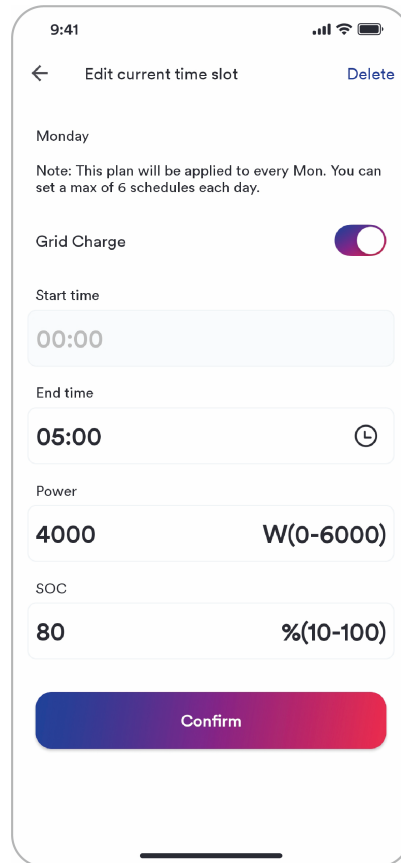 9:41
Edit current time slot
Delete
Monday
Note: This plan will be applied to every Mon. You can
set a max of 6 schedules each day.
Grid Charge
Start time
00:00
End time
05:00
Power
4000 W(0-6000)
SOC
80 %(10-100)
Confirm